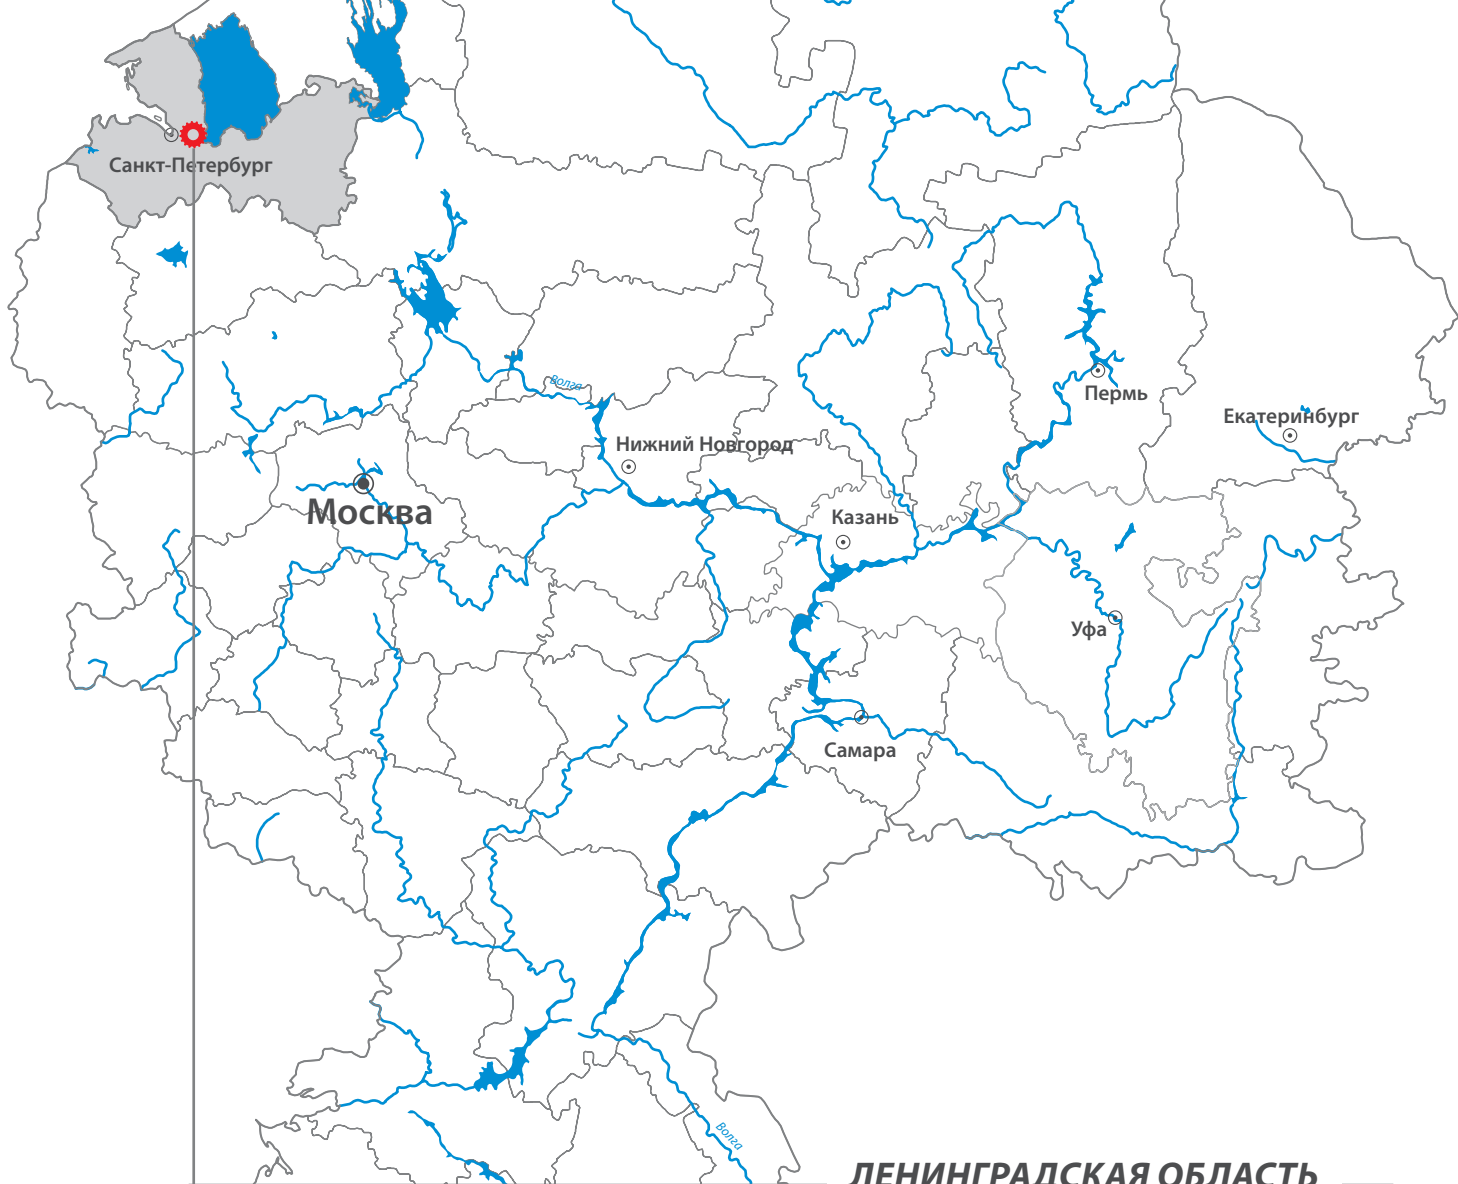 Санкт-Петербург
Волга
Пермь
Екатеринбург
Нижний Новгород
Москва
Казань
Уфа
Самара
Волга
ЛЕНИНГРАДСКАЯ ОБЛАСТЬ